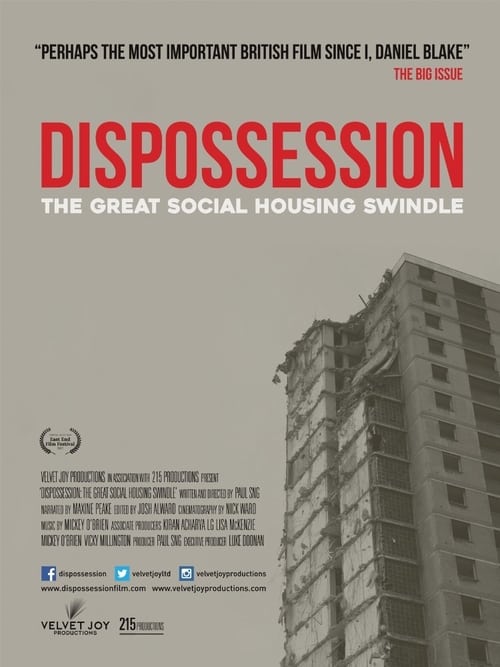 “PERHAPS THE MOST IMPORTANT BRITISH FILM SINCE I, DANIEL BLAKE”
THE BIG ISSUE
DISPOSSESSION
THE GREAT SOCIAL HOUSING SWINDLE
East End
Film Festival
VELVET JOY PRODUCTIONS IN ASSOCIATION WITH 215 PRODUCTIONS PRESENT
‘DISPOSSESSION: THE GREAT SOCIAL HOUSING SWINDLE’ WRITTEN AND DIRECTED BY PAUL SNG
NARRATED BY MAXINE PEAKE EDITED BY JOSH ALWARD CINEMATOGRAPHY BY NICK WARD
MUSIC BY MICKEY O’BRIEN ASSOCIATE PRODUCERS KIRAN ACHARYA LG LISA McKENZIE
MICKEY O’BRIEN VICKY MILLINGTON PRODUCER PAUL SNG EXECUTIVE PRODUCER LUKE DOONAN
dispossession velvetjoyltd velvetjoyproductions
www.dispossessionfilm.com www.velvetjoyproductions.com
VELVET JOY
PRODUCTIONS
215 PRODUCTIONS